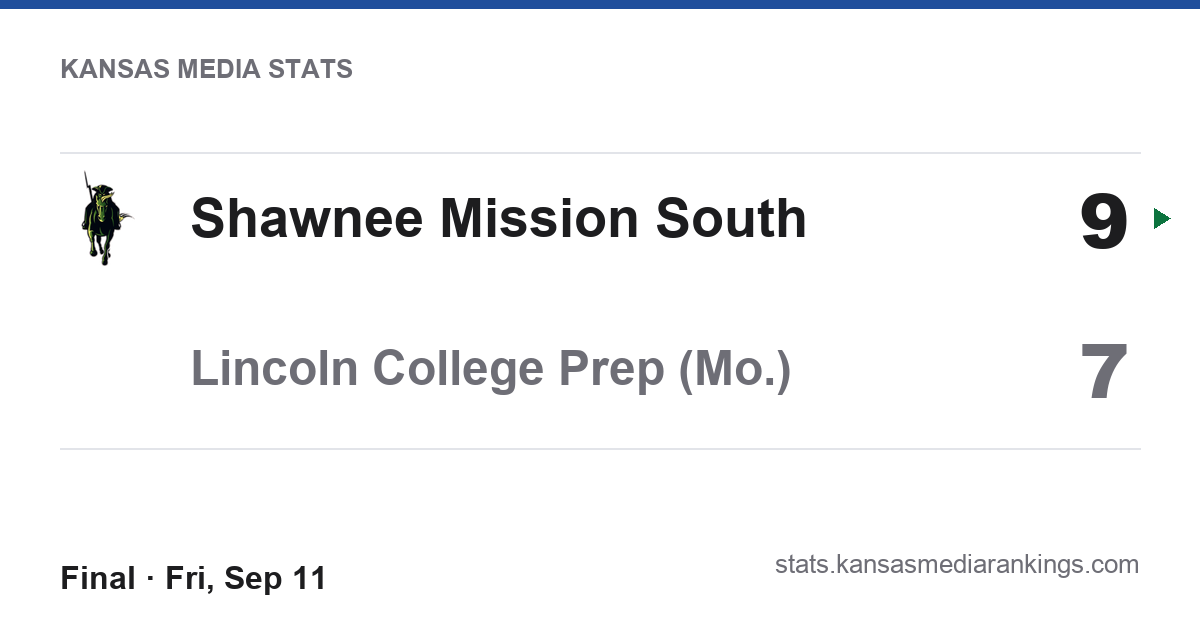 KANSAS MEDIA STATS
Shawnee Mission South 9
Lincoln College Prep (Mo.) 7
Final · Fri, Sep 11
stats.kansasmediarankings.com